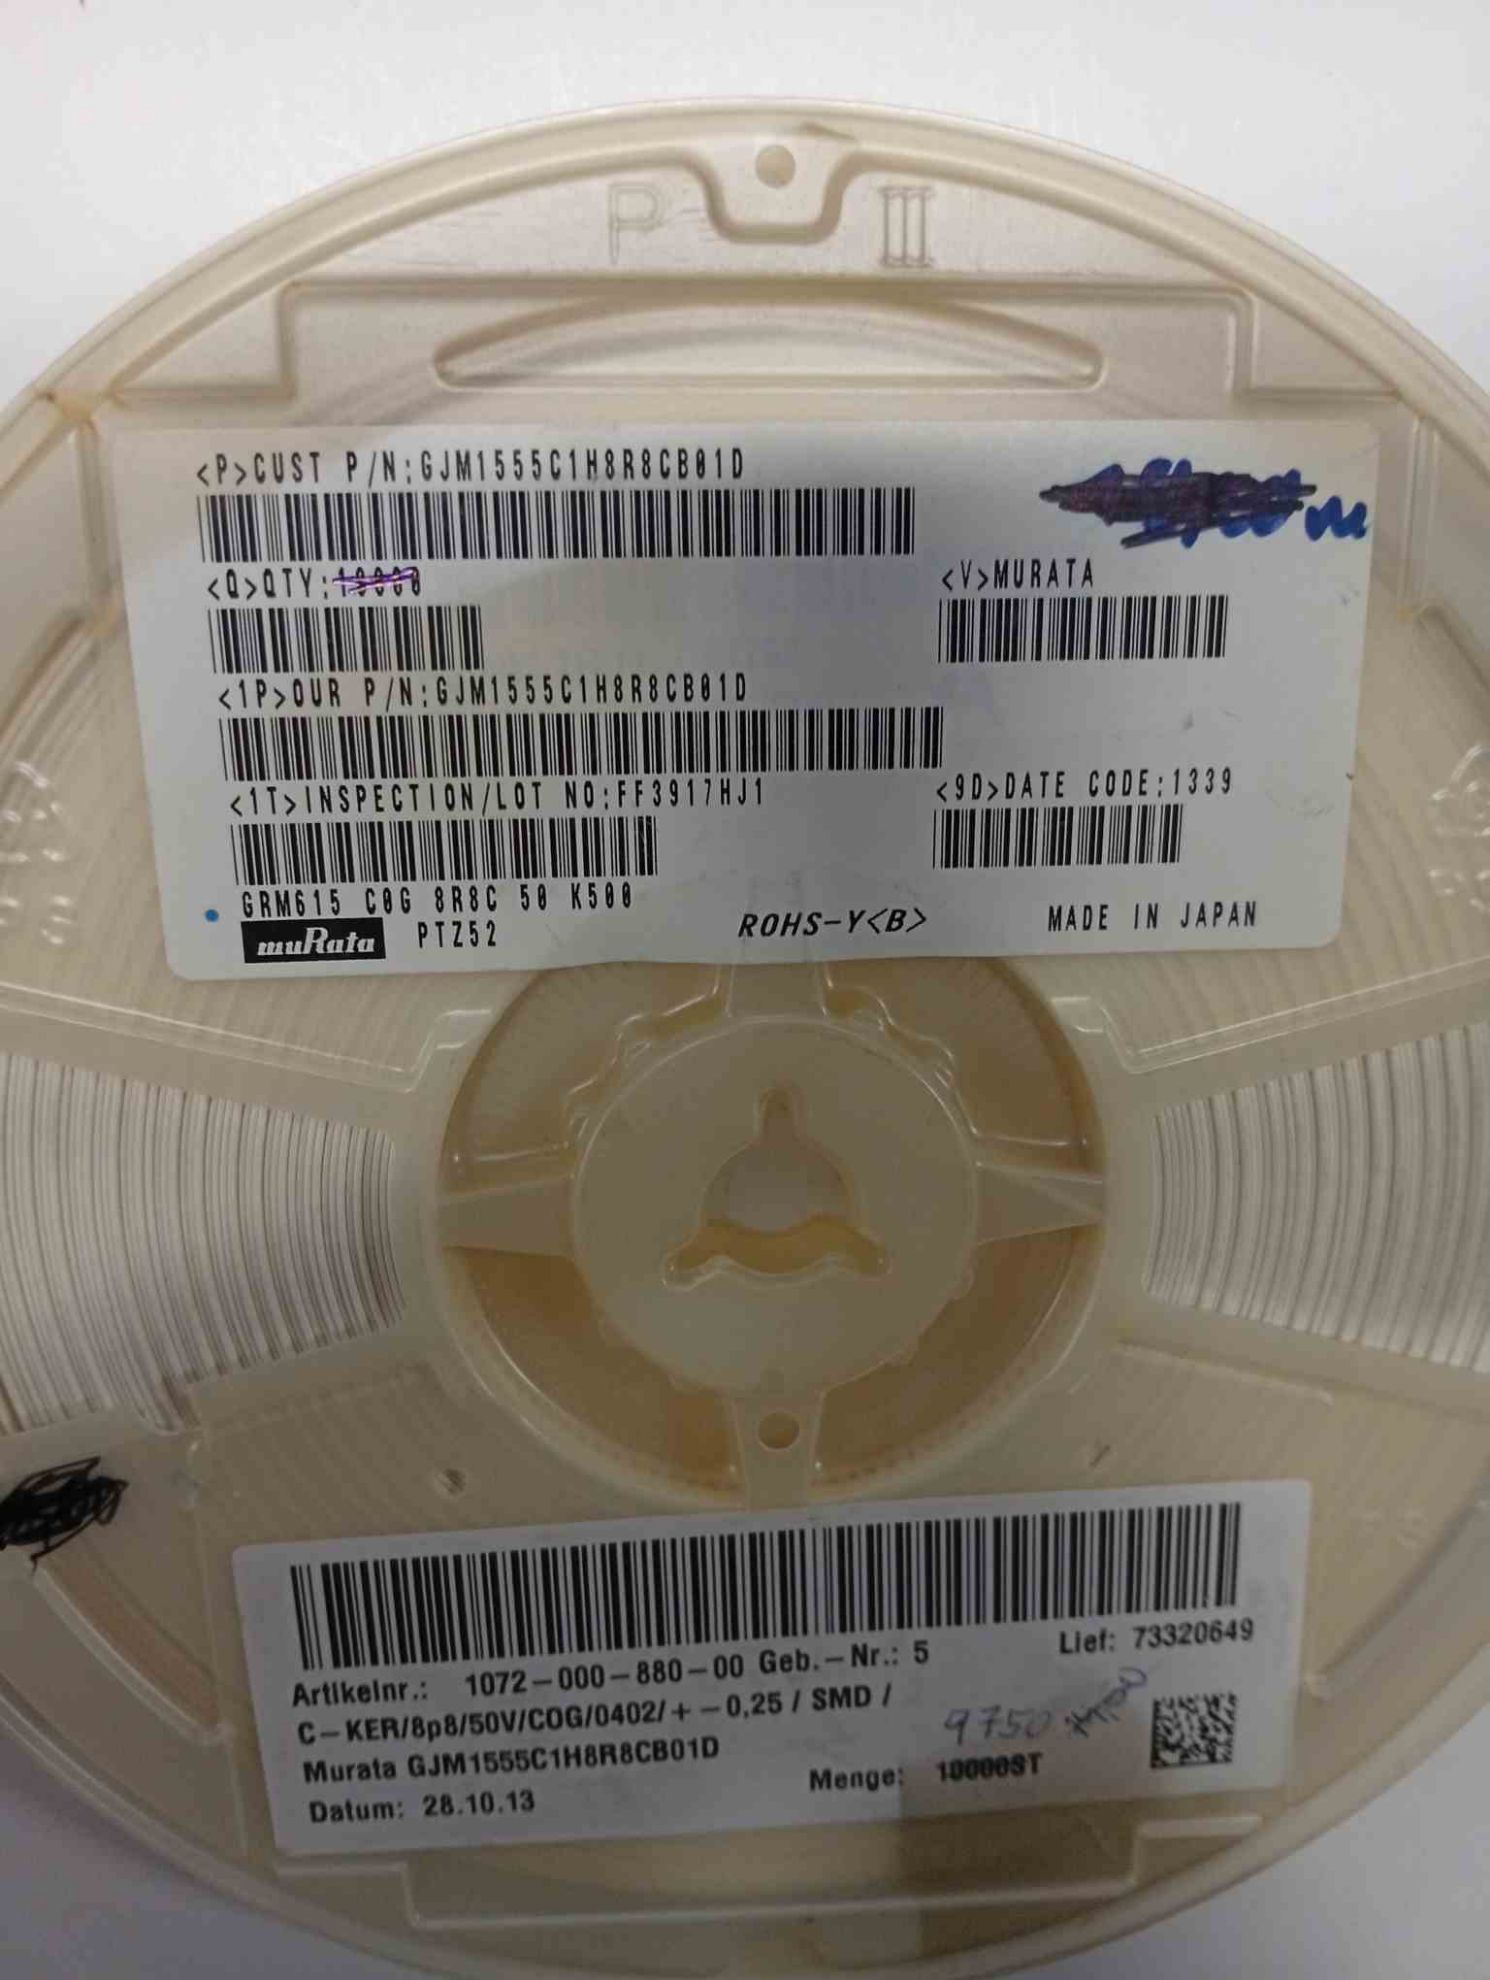 P III
<P>CUST P/N:GJM1555C1H8R8CB01D
<Q>QTY:10000
<V>MURATA
<1P>OUR P/N:GJM1555C1H8R8CB01D
<1T>INSPECTION/LOT NO:FF3917HJ1
<9D>DATE CODE:1339
GRM615 C0G 8R8C 50 K500
muRata PTZ52
ROHS-Y<B>
MADE IN JAPAN
Artikelnr.: 1072-000-880-00 Geb.-Nr.: 5
Lief: 73320649
C-KER/8p8/50V/COG/0402/+-0,25 / SMD /
9750
Murata GJM1555C1H8R8CB01D
Menge: 10000ST
Datum: 28.10.13